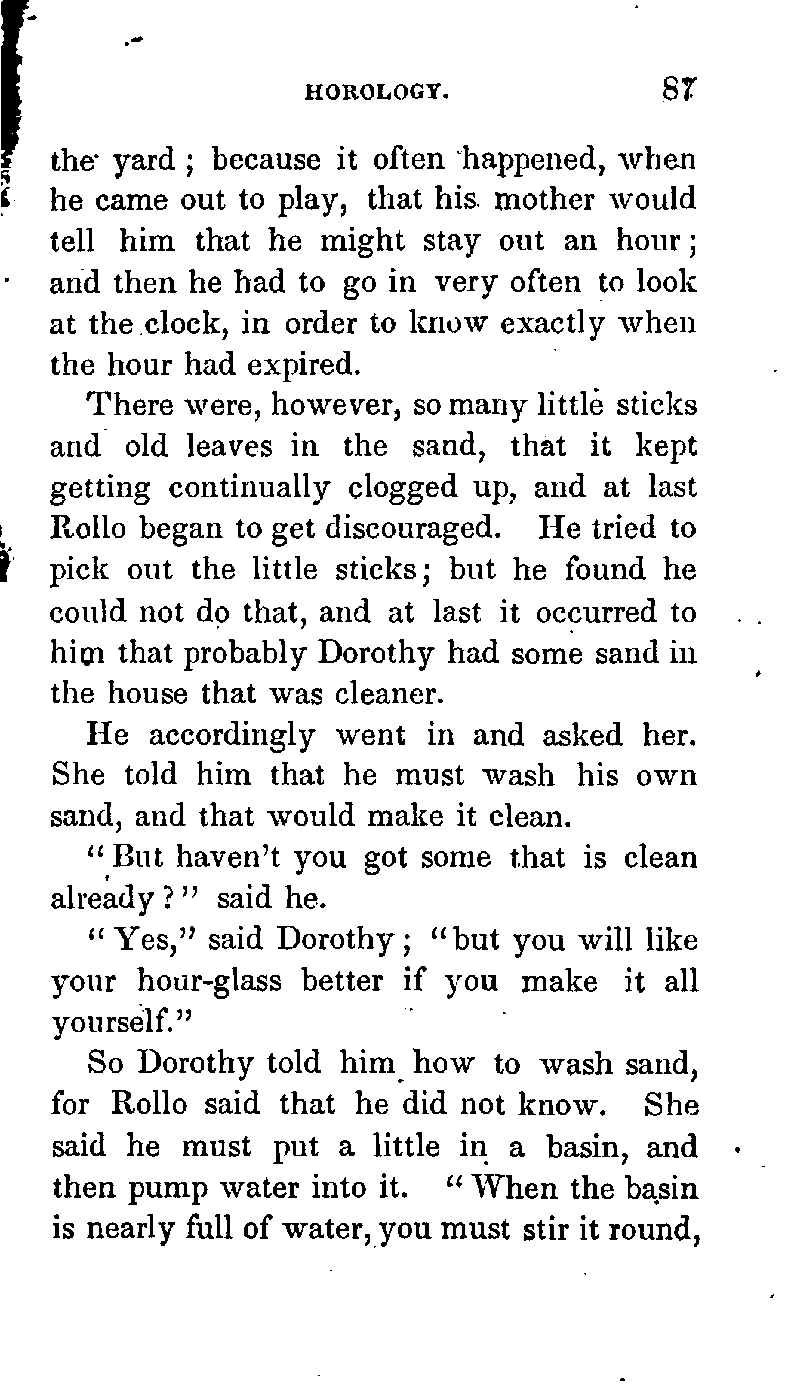 HOROLOGY. 87
the yard ; because it often happened, when
he came out to play, that his mother would
tell him that he might stay out an hour ;
and then he had to go in very often to look
at the clock, in order to know exactly when
the hour had expired.
There were, however, so many little sticks
and old leaves in the sand, that it kept
getting continually clogged up, and at last
Rollo began to get discouraged. He tried to
pick out the little sticks; but he found he
could not do that, and at last it occurred to
him that probably Dorothy had some sand in
the house that was cleaner.
He accordingly went in and asked her.
She told him that he must wash his own
sand, and that would make it clean.
“ But haven’t you got some that is clean
already ? ” said he.
“ Yes,” said Dorothy ; “but you will like
your hour-glass better if you make it all
yourself.”
So Dorothy told him how to wash sand,
for Rollo said that he did not know. She
said he must put a little in a basin, and
then pump water into it. “ When the basin
is nearly full of water, you must stir it round,